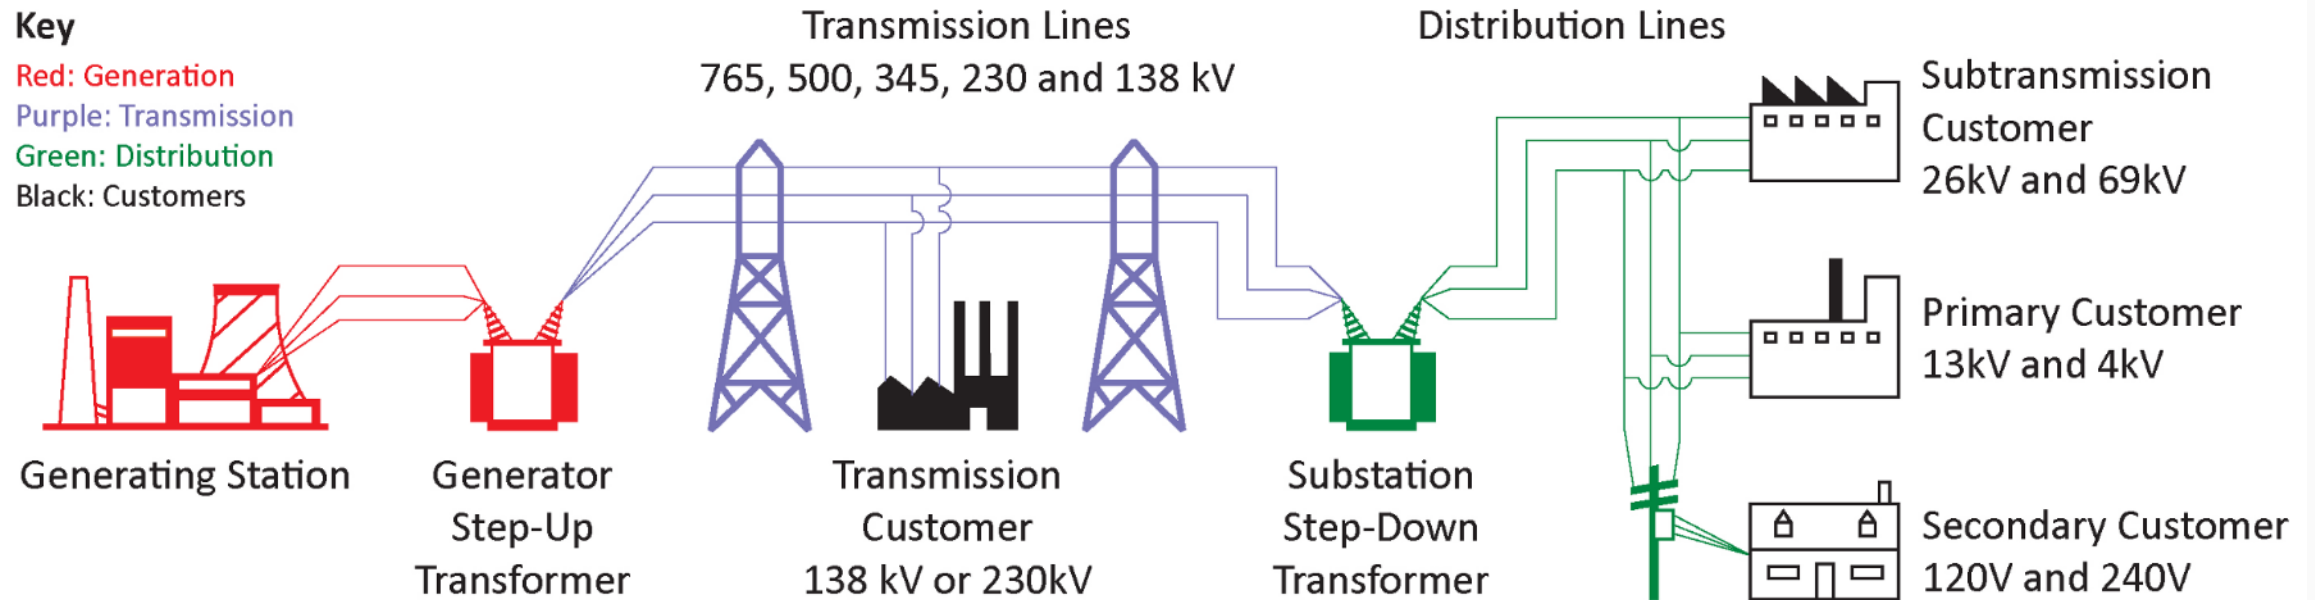 Key
Red: Generation
Purple: Transmission
Green: Distribution
Black: Customers
Transmission Lines
765, 500, 345, 230 and 138 kV
Distribution Lines
Subtransmission
Customer
26kV and 69kV
Primary Customer
13kV and 4kV
Secondary Customer
120V and 240V
Generating Station
Generator
Step-Up
Transformer
Transmission
Customer
138 kV or 230kV
Substation
Step-Down
Transformer